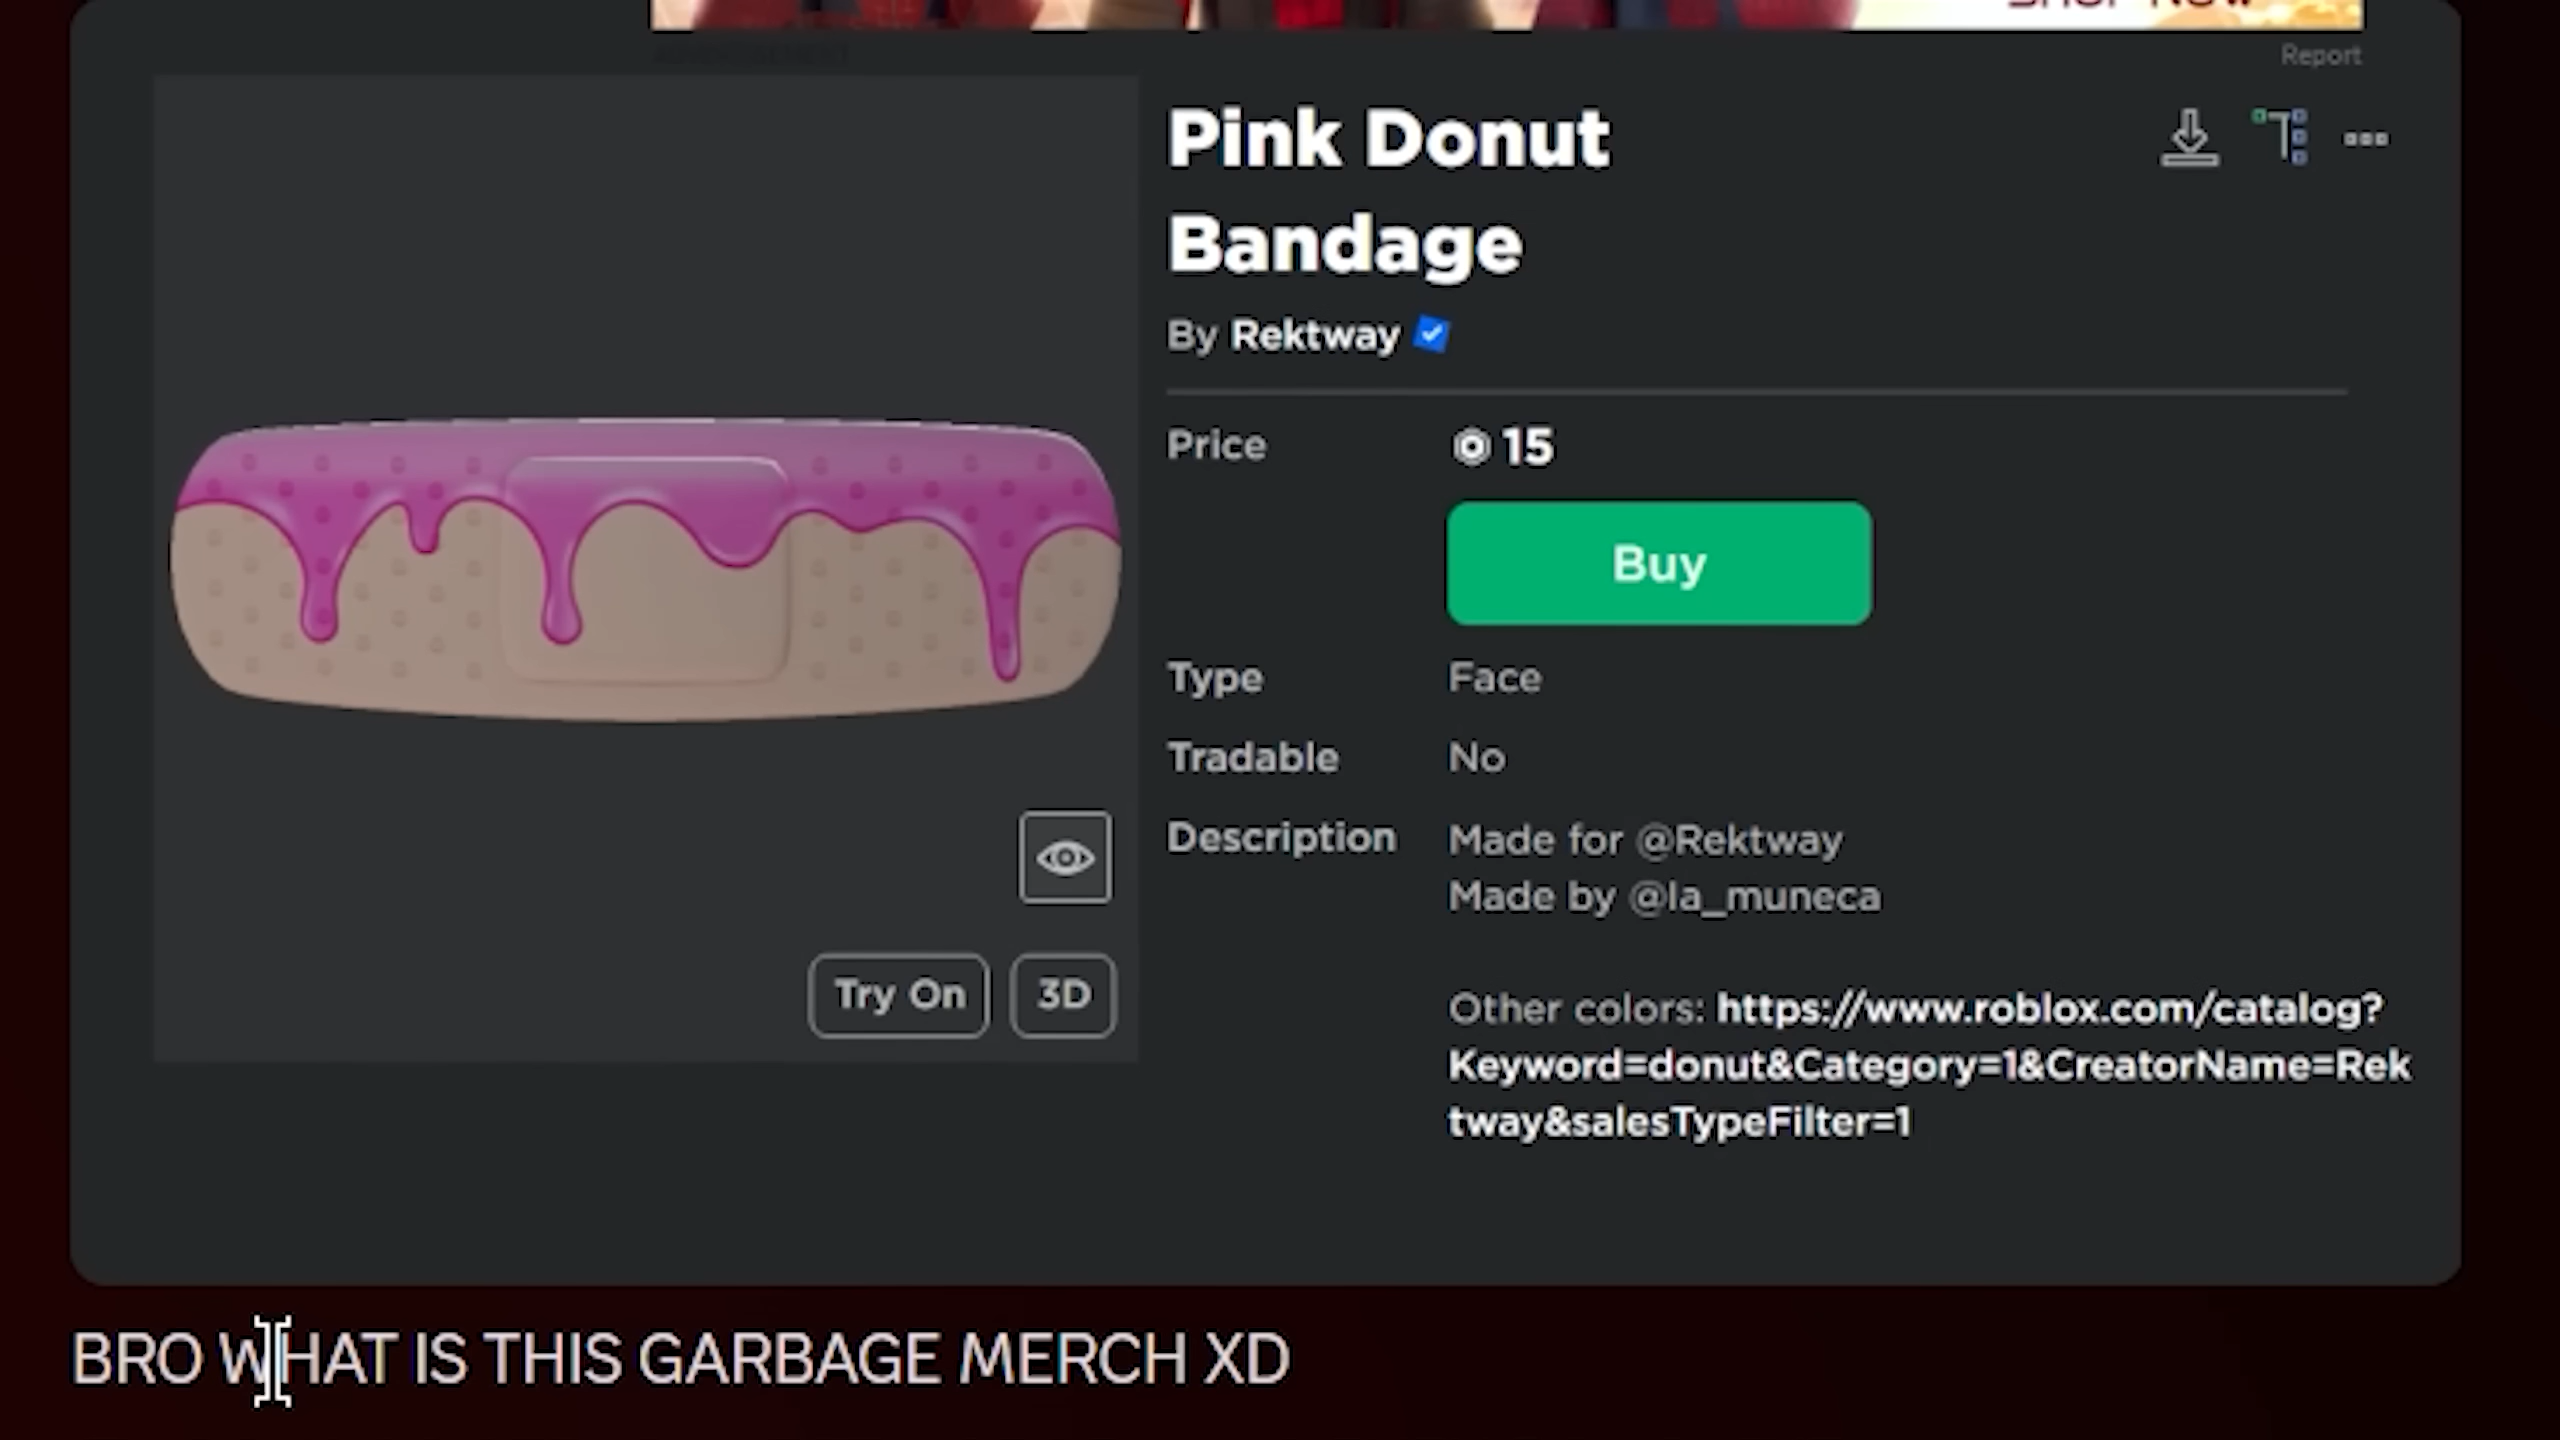 SHOP NOW
Report
Pink Donut
Bandage
By Rektway
Price
15
Buy
Type
Face
Tradable
No
Description
Made for @Rektway
Made by @la_muneca
Other colors: https://www.roblox.com/catalog?
Keyword=donut&Category=1&CreatorName=Rek
tway&salesTypeFilter=1
Try On
3D
BRO WHAT IS THIS GARBAGE MERCH XD